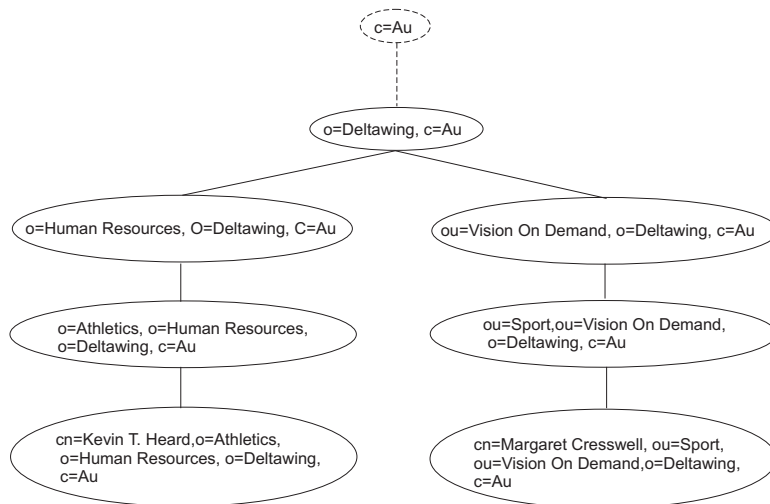 c=Au
o=Deltawing, c=Au
o=Human Resources, O=Deltawing, C=Au
ou=Vision On Demand, o=Deltawing, c=Au
o=Athletics, o=Human Resources,
o=Deltawing, c=Au
ou=Sport,ou=Vision On Demand,
o=Deltawing, c=Au
cn=Kevin T. Heard,o=Athletics,
o=Human Resources, o=Deltawing,
c=Au
cn=Margaret Cresswell, ou=Sport,
ou=Vision On Demand,o=Deltawing,
c=Au